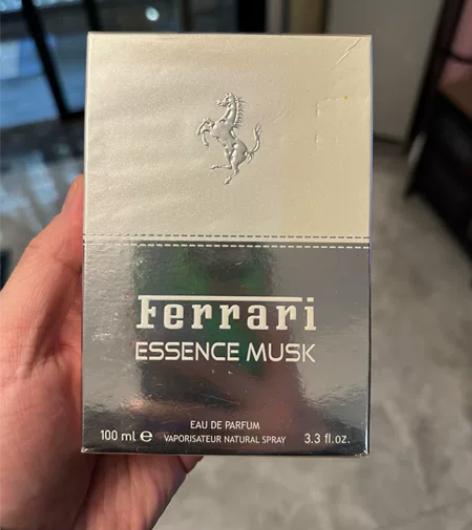 Ferrari
ESSENCE MUSK
EAU DE PARFUM
100 ml ℮ VAPORISATEUR NATURAL SPRAY 3.3 fl.oz.